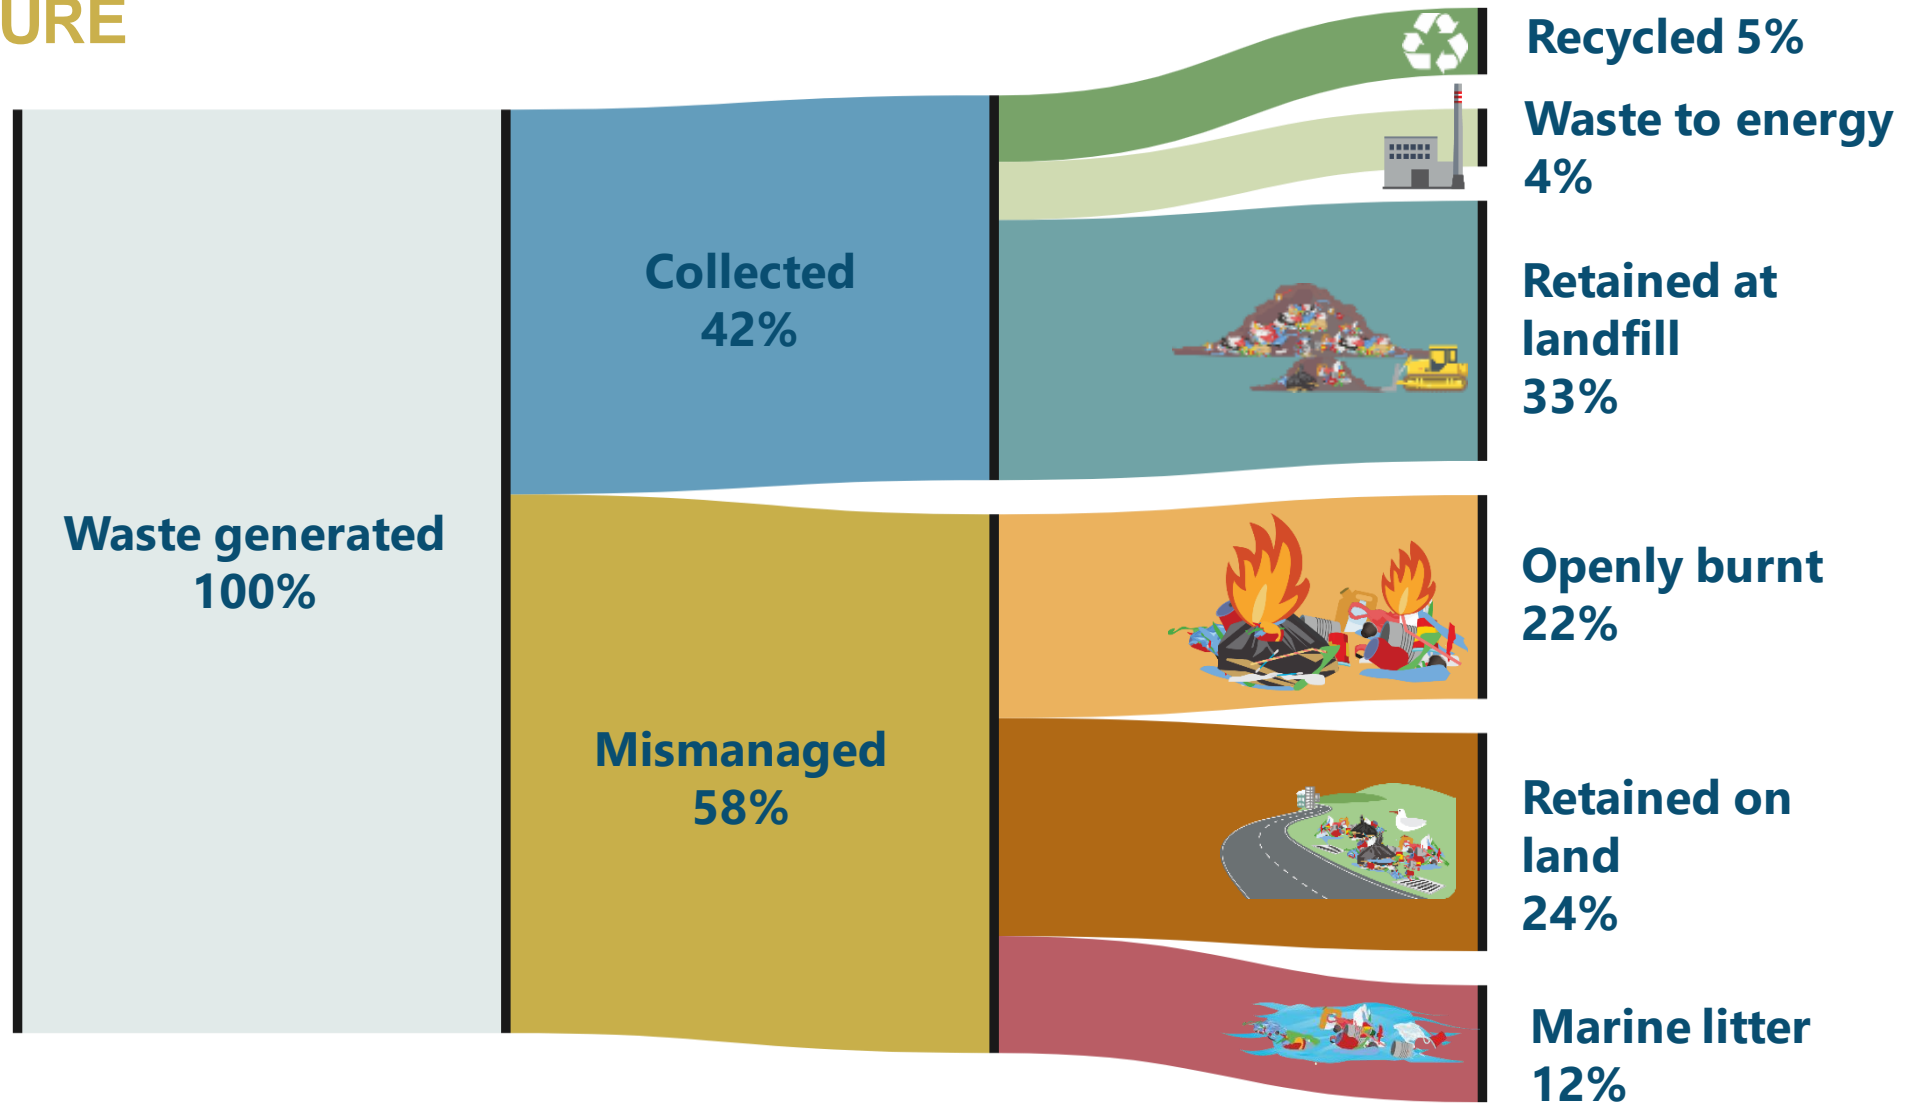 URE
Recycled 5%
Waste to energy
4%
Collected
42%
Retained at
landfill
33%
Waste generated
100%
Openly burnt
22%
Mismanaged
58%
Retained on
land
24%
Marine litter
12%